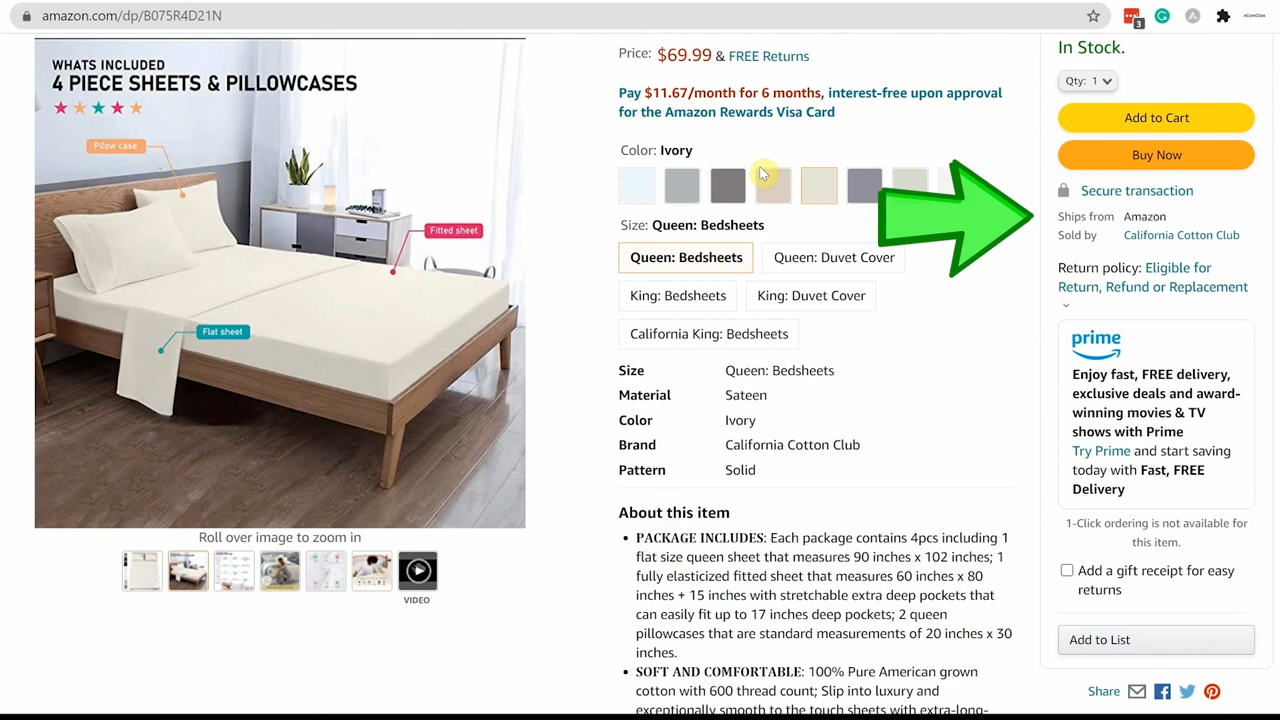 amazon.com/dp/B075R4D21N
3
WHATS INCLUDED
4 PIECE SHEETS & PILLOWCASES
Pilow case
Fitted sheet
Flat sheet
Roll over image to zoom in
VIDEO
Price: $69.99 & FREE Returns
Pay $11.67/month for 6 months, interest-free upon approval
for the Amazon Rewards Visa Card
Color: Ivory
Size: Queen: Bedsheets
Queen: Bedsheets
Queen: Duvet Cover
King: Bedsheets
King: Duvet Cover
California King: Bedsheets
Size Queen: Bedsheets
Material Sateen
Color Ivory
Brand California Cotton Club
Pattern Solid
About this item
• PACKAGE INCLUDES: Each package contains 4pcs including 1
flat size queen sheet that measures 90 inches x 102 inches; 1
fully elasticized fitted sheet that measures 60 inches x 80
inches + 15 inches with stretchable extra deep pockets that
can easily fit up to 17 inches deep pockets; 2 queen
pillowcases that are standard measurements of 20 inches x 30
inches.
• SOFT AND COMFORTABLE: 100% Pure American grown
cotton with 600 thread count; Slip into luxury and
exceptionally smooth to the touch sheets with extra-long-
In Stock.
Qty: 1
Add to Cart
Buy Now
Secure transaction
Ships from Amazon
Sold by California Cotton Club
Return policy: Eligible for
Return, Refund or Replacement
prime
Enjoy fast, FREE delivery,
exclusive deals and award-
winning movies & TV
shows with Prime
Try Prime and start saving
today with Fast, FREE
Delivery
1-Click ordering is not available for
this item.
Add a gift receipt for easy
returns
Add to List
Share